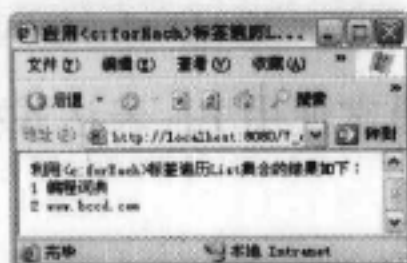 应用<c:forEach>标签遍历L...
文件(F) 编辑(E) 查看(V) 收藏(A) »
后退 搜索 »
地址(D) http://localhost:8080/T_ 转到
利用<c:forEach>标签遍历List集合的结果如下：
1 编程词典
2 www.bccd.com
完毕 本地 Intranet